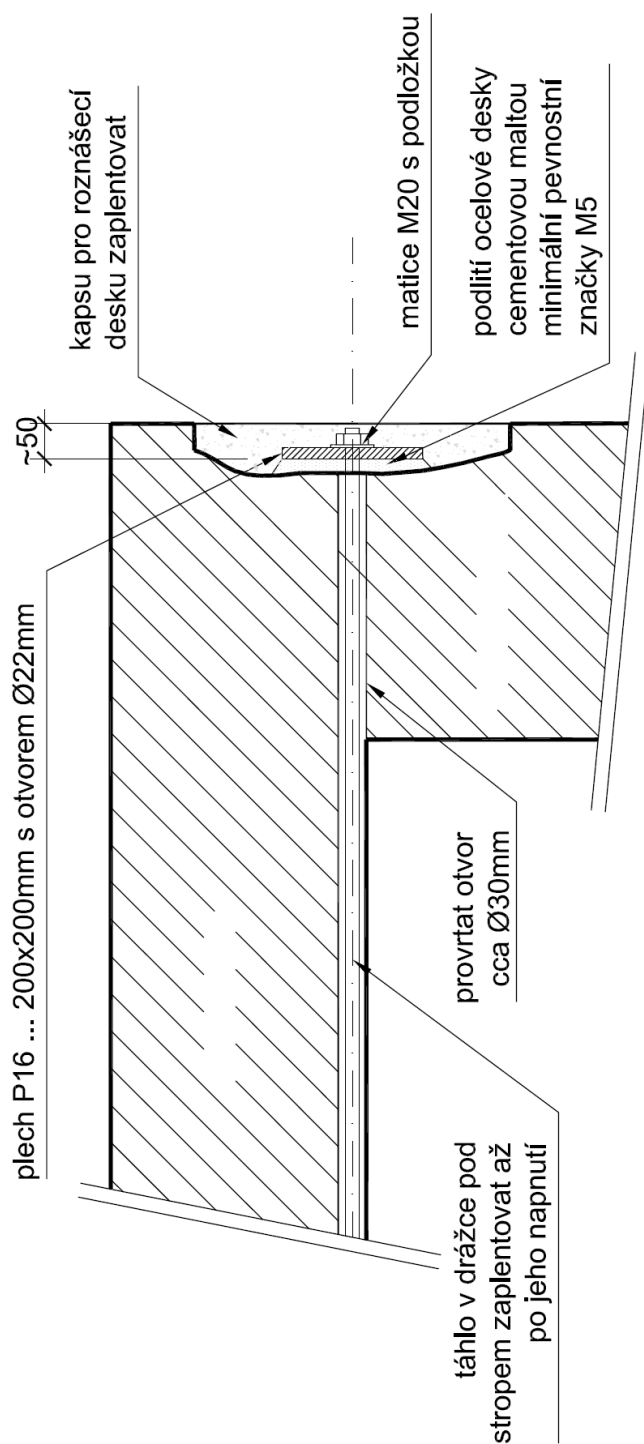 plech P16 ... 200x200mm s otvorem Ø22mm
~50
kapsu pro roznášecí
desku zaplentovat
matice M20 s podložkou
podlití ocelové desky
cementovou maltou
minimální pevnostní
značky M5
provrtat otvor
cca Ø30mm
táhlo v drážce pod
stropem zaplentovat až
po jeho napnutí